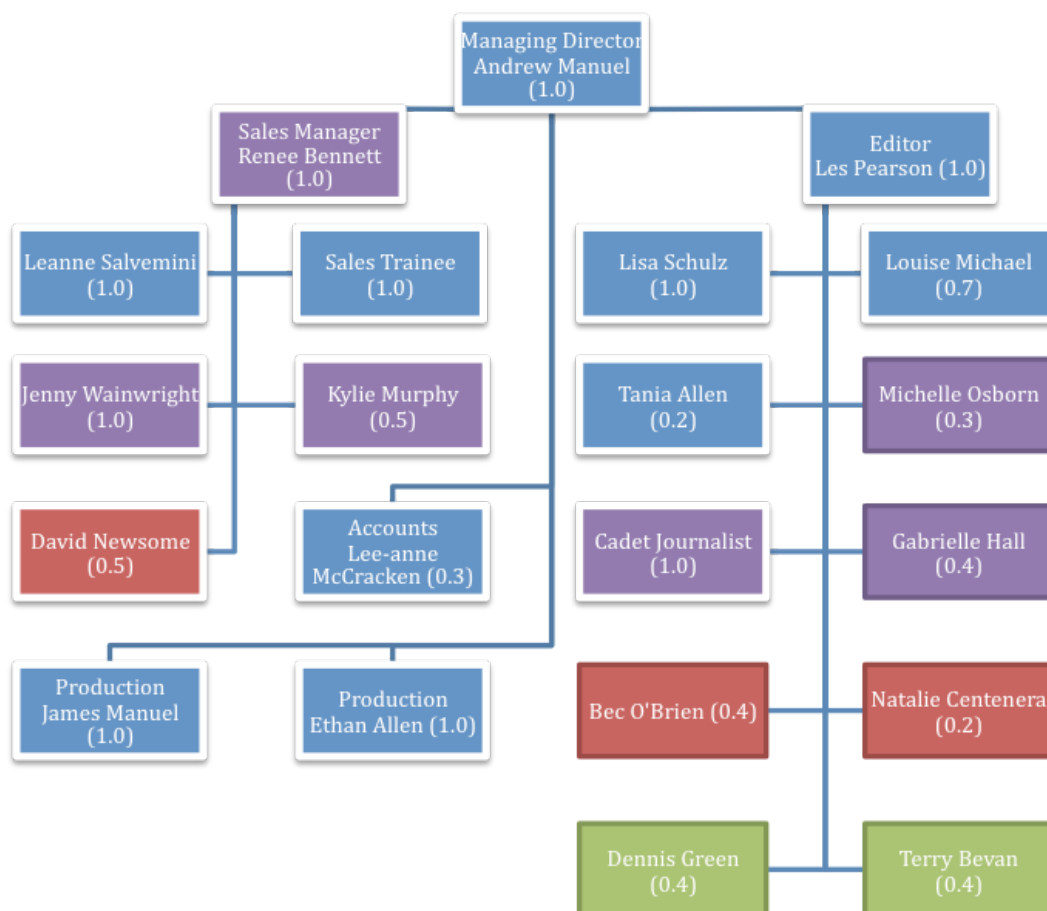 Managing Director
Andrew Manuel
(1.0)
Sales Manager
Renee Bennett
(1.0)
Editor
Les Pearson (1.0)
Leanne Salvemini
(1.0)
Sales Trainee
(1.0)
Lisa Schulz
(1.0)
Louise Michael
(0.7)
Jenny Wainwright
(1.0)
Kylie Murphy
(0.5)
Tania Allen
(0.2)
Michelle Osborn
(0.3)
David Newsome
(0.5)
Accounts
Lee-anne
McCracken (0.3)
Cadet Journalist
(1.0)
Gabrielle Hall
(0.4)
Production
James Manuel
(1.0)
Production
Ethan Allen (1.0)
Bec O'Brien (0.4)
Natalie Centenera
(0.2)
Dennis Green
(0.4)
Terry Bevan
(0.4)